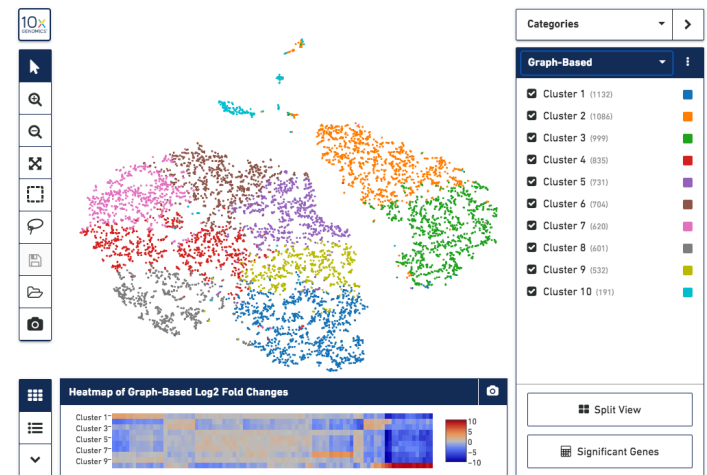 10x
GENOMICS
Categories
Graph-Based
Cluster 1 (1132)
Cluster 2 (1086)
Cluster 3 (999)
Cluster 4 (835)
Cluster 5 (731)
Cluster 6 (704)
Cluster 7 (620)
Cluster 8 (601)
Cluster 9 (532)
Cluster 10 (191)
Split View
Significant Genes
Heatmap of Graph-Based Log2 Fold Changes
Cluster 1
Cluster 3
Cluster 5
Cluster 7
Cluster 9
10
5
0
−5
−10